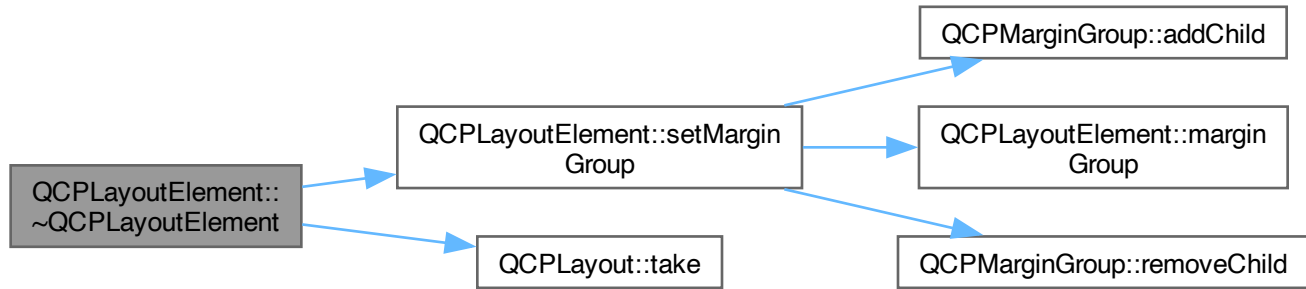 QCPLayoutElement::
~QCPLayoutElement
QCPLayoutElement::setMargin
Group
QCPLayout::take
QCPMarginGroup::addChild
QCPLayoutElement::margin
Group
QCPMarginGroup::removeChild